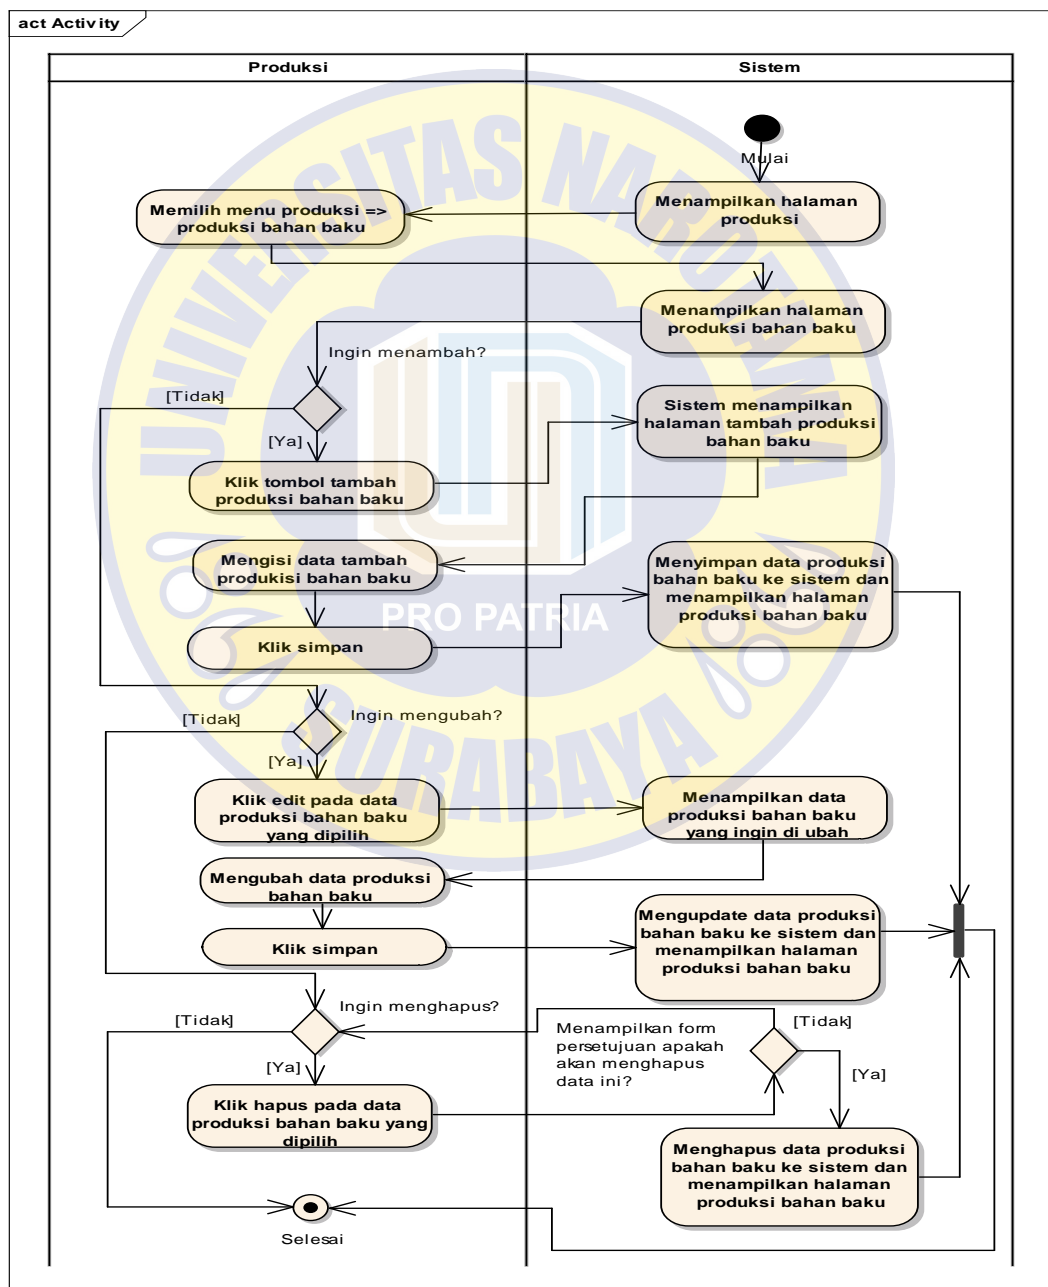 act Activity
Produksi
Sistem
Mulai
Menampilkan halaman
produksi
Memilih menu produksi =>
produksi bahan baku
Menampilkan halaman
produksi bahan baku
Ingin menambah?
[Tidak]
[Ya]
Sistem menampilkan
halaman tambah produksi
bahan baku
Klik tombol tambah
produksi bahan baku
Mengisi data tambah
produkisi bahan baku
Menyimpan data produksi
bahan baku ke sistem dan
menampilkan halaman
produksi bahan baku
Klik simpan
Ingin mengubah?
[Tidak]
[Ya]
Klik edit pada data
produksi bahan baku
yang dipilih
Menampilkan data
produksi bahan baku
yang ingin di ubah
Mengubah data produksi
bahan baku
Klik simpan
Mengupdate data produksi
bahan baku ke sistem dan
menampilkan halaman
produksi bahan baku
Ingin menghapus?
[Tidak]
[Ya]
Menampilkan form
persetujuan apakah
akan menghapus
data ini?
[Tidak]
[Ya]
Klik hapus pada data
produksi bahan baku yang
dipilih
Menghapus data produksi
bahan baku ke sistem dan
menampilkan halaman
produksi bahan baku
Selesai
UNIVERSITAS NAROTAMA
PRO PATRIA
SURABAYA